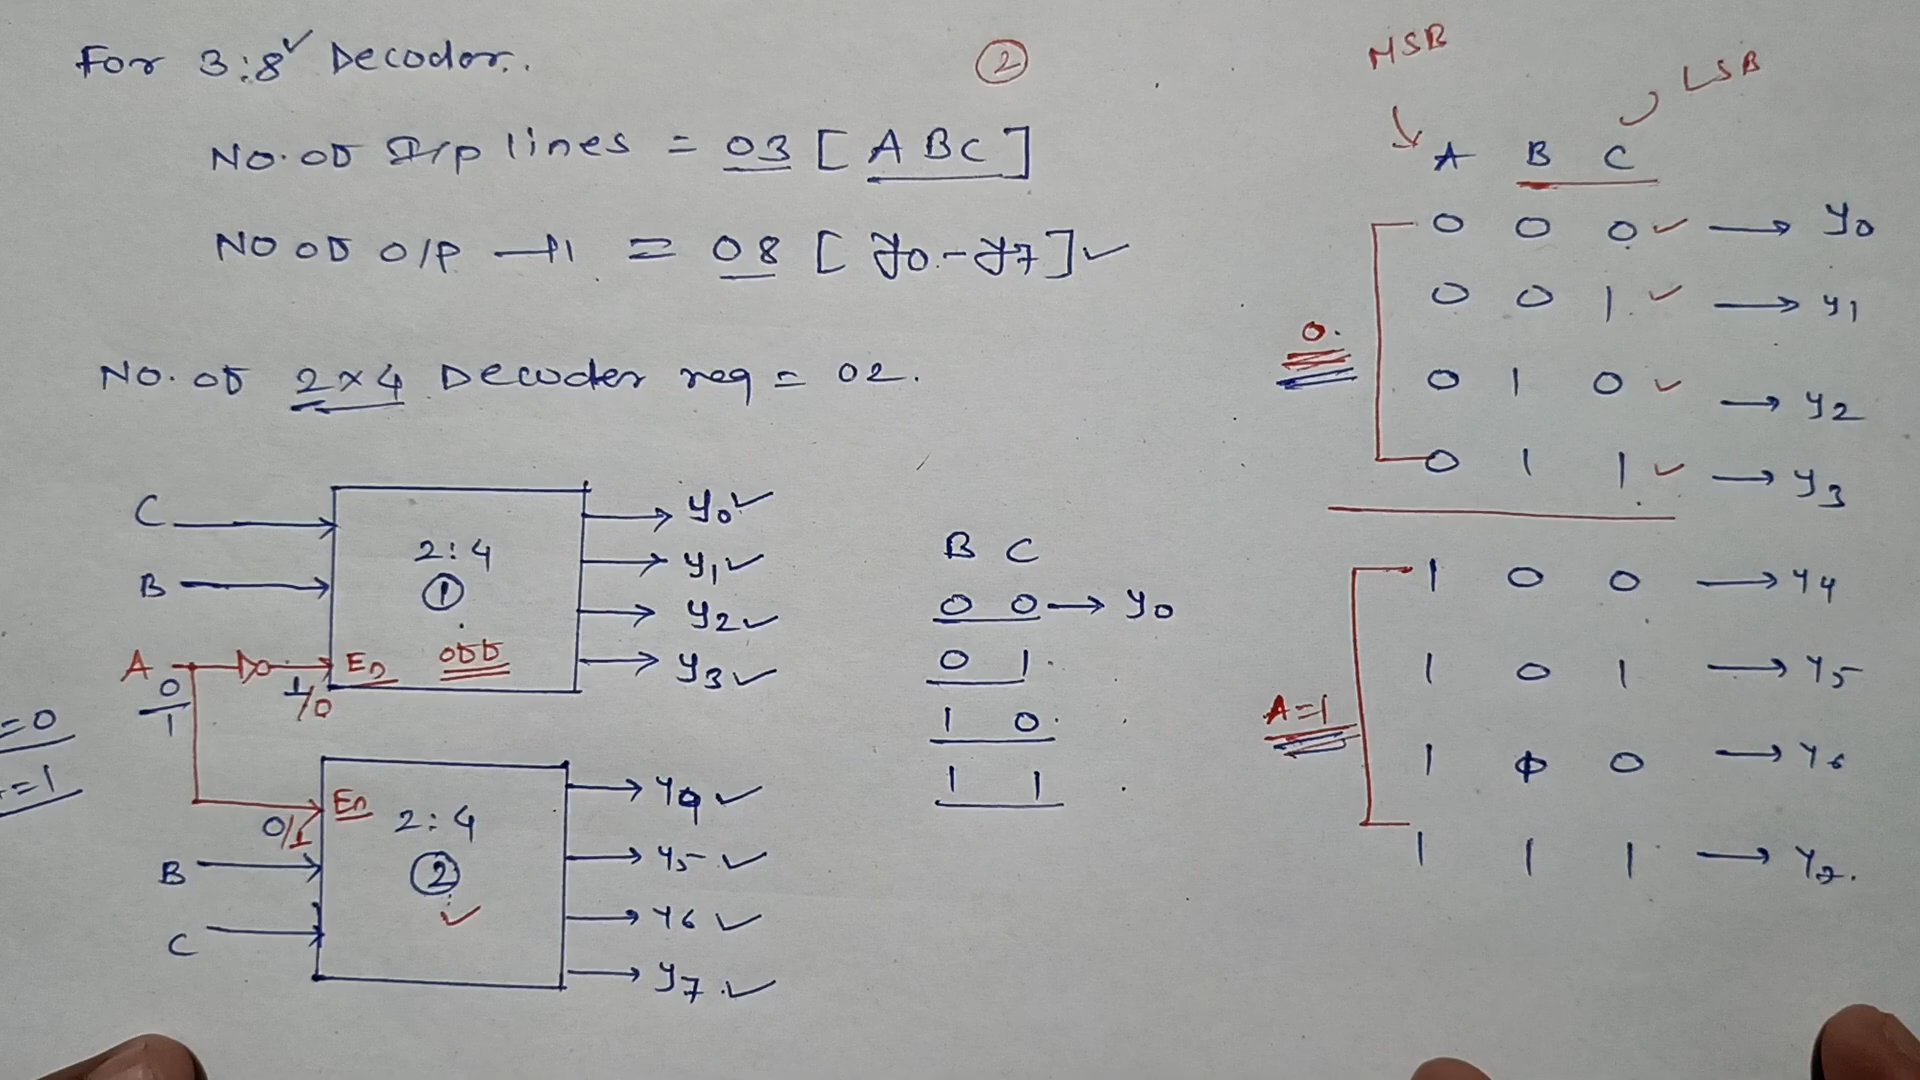 For 3:8 Decoder.
2
No. of I/p lines = 03 [ A B C ]
No of o/p = 08 [ Y0 - Y7 ]
No. of 2x4 Decoder req = 02.
C
B
A
0
1
1/0
2:4
1
En
off
Y0
Y1
Y2
Y3
=0
=1
0/1
En
2:4
2
B
C
Y4
Y5
Y6
Y7
B C
0 0 → Y0
0 1
1 0
1 1
MSB
LSB
A B C
0 0 0 → Y0
0 0 1 → Y1
0.
0 1 0 → Y2
0 1 1 → Y3
1 0 0 → Y4
1 0 1 → Y5
A=1
1 1 0 → Y6
1 1 1 → Y7.